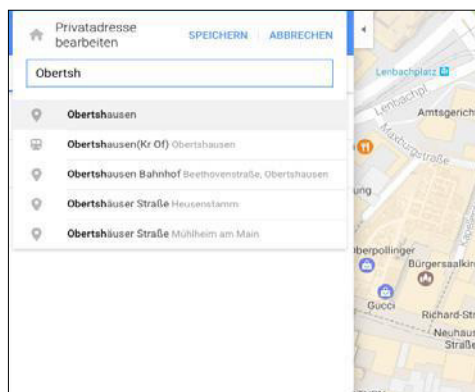 Privatadresse
bearbeiten
SPEICHERN
ABBRECHEN
Obertsh
Obertshausen
Obertshausen(Kr Of) Obertshausen
Obertshausen Bahnhof Beethovenstraße, Obertshausen
Obertshäuser Straße Heusenstamm
Obertshäuser Straße Mühlheim am Main
Lenbachplatz
Lenbachpl
Amtsgerich
Maxburgstraße
ung
Kapelle
berpollinger
Bürgersaalkir
Gucci
Richard-Str
Neuhaus
Straße